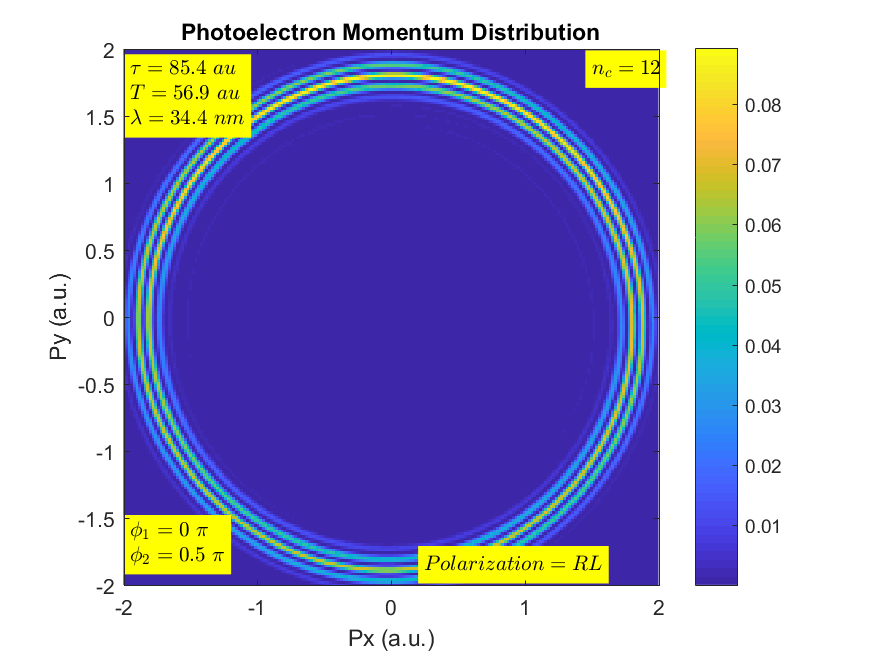 Photoelectron Momentum Distribution
τ = 85.4 au
T = 56.9 au
λ = 34.4 nm
n_c = 12
2
1.5
1
0.5
0
-0.5
-1
-1.5
-2
Py (a.u.)
ϕ_1 = 0 π
ϕ_2 = 0.5 π
Polarization = RL
-2 -1 0 1 2
Px (a.u.)
0.08
0.07
0.06
0.05
0.04
0.03
0.02
0.01